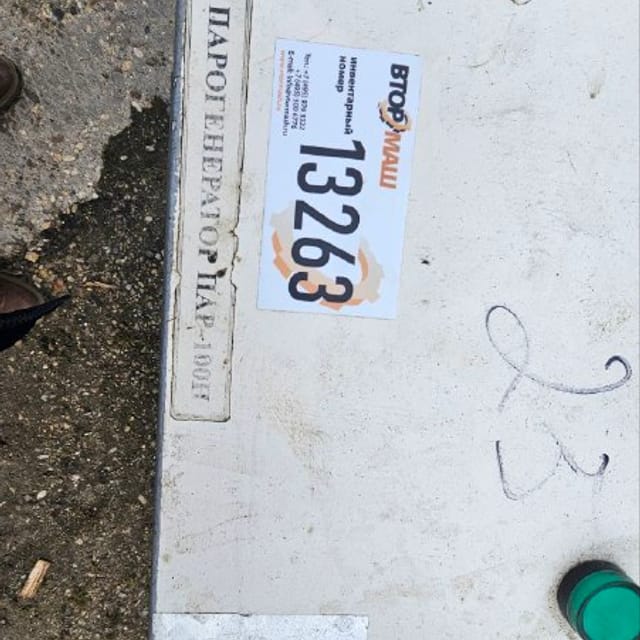 ПАРОГЕНЕРАТОР ПАР-100Н
ВТОРМАШ
инвентарный
номер
13263